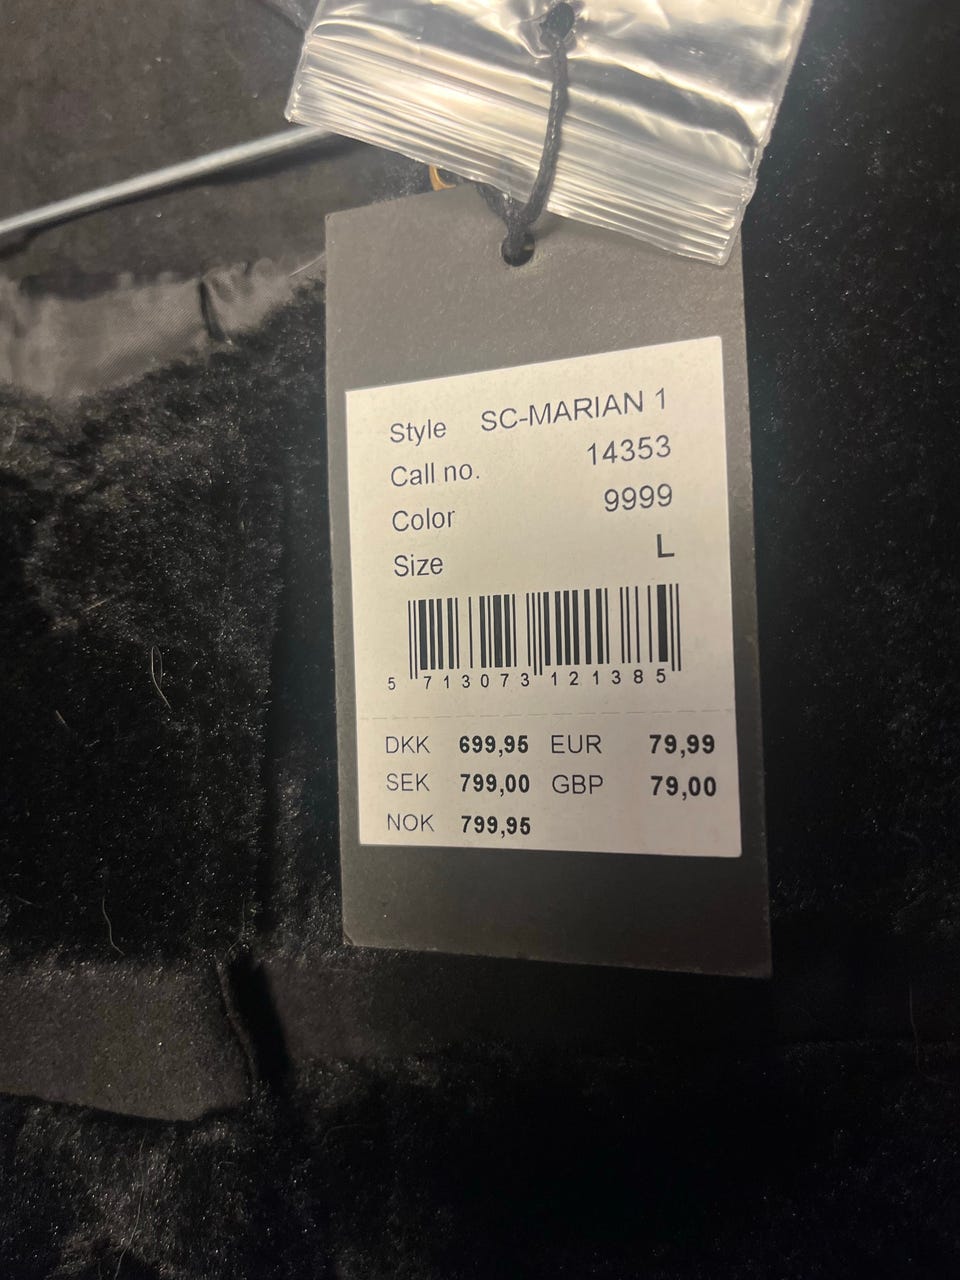 Style SC-MARIAN 1
Call no. 14353
Color 9999
Size L
5 713073 121385
DKK 699,95 EUR 79,99
SEK 799,00 GBP 79,00
NOK 799,95